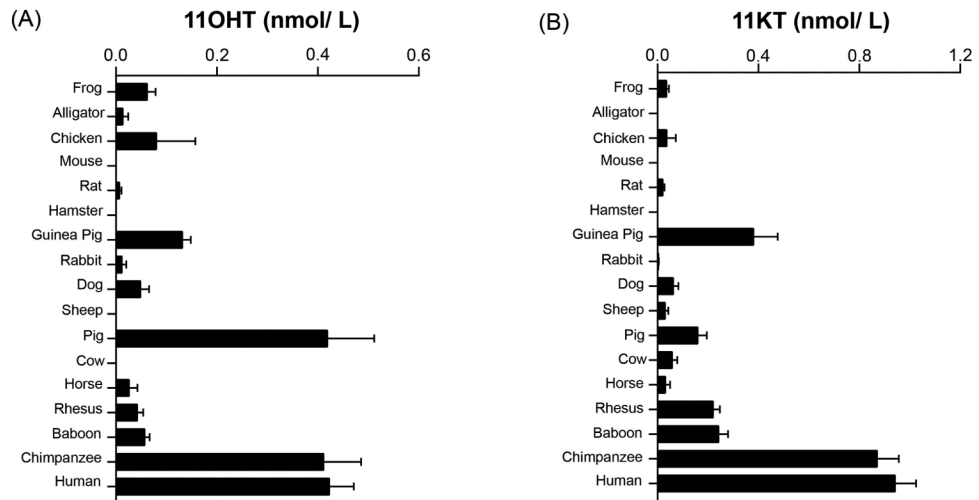 (A)
11OHT (nmol/ L)
0.0 0.2 0.4 0.6
Frog
Alligator
Chicken
Mouse
Rat
Hamster
Guinea Pig
Rabbit
Dog
Sheep
Pig
Cow
Horse
Rhesus
Baboon
Chimpanzee
Human
(B)
11KT (nmol/ L)
0.0 0.4 0.8 1.2
Frog
Alligator
Chicken
Mouse
Rat
Hamster
Guinea Pig
Rabbit
Dog
Sheep
Pig
Cow
Horse
Rhesus
Baboon
Chimpanzee
Human